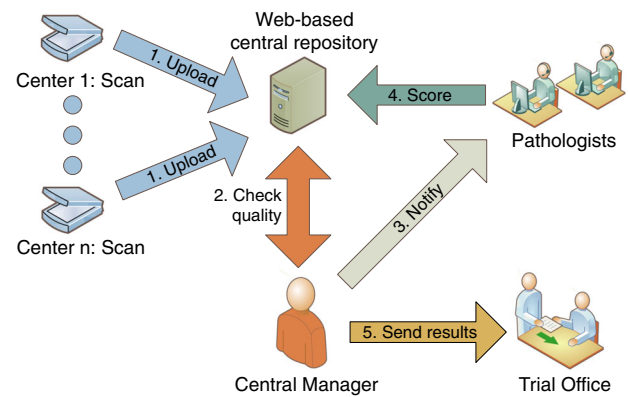 Web-based
central repository
1. Upload
Center 1: Scan
4. Score
Pathologists
1. Upload
2. Check
quality
3. Notify
Center n: Scan
5. Send results
Central Manager
Trial Office